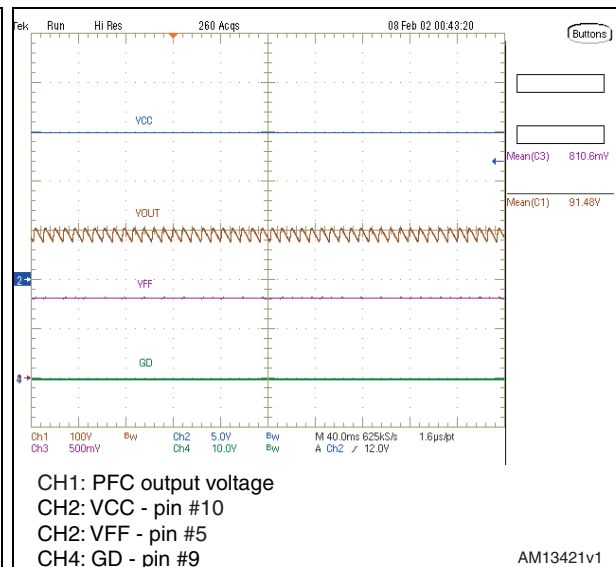 Tek Run Hi Res 260 Acqs 08 Feb 02 00:43:20
Buttons
VCC
Mean(C3) 810.6mV
Mean(C1) 91.48V
VOUT
2
VFF
GD
Ch1 100V Bw Ch2 5.0V Bw M 40.0ms 625kS/s 1.6µs/pt
Ch3 500mV Ch4 10.0V Bw A Ch2 / 12.0V
CH1: PFC output voltage
CH2: VCC - pin #10
CH2: VFF - pin #5
CH4: GD - pin #9
AM13421v1